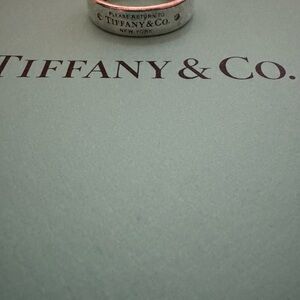 PLEASE RETURN TO
TIFFANY & CO.
NEW YORK
TIFFANY & CO.